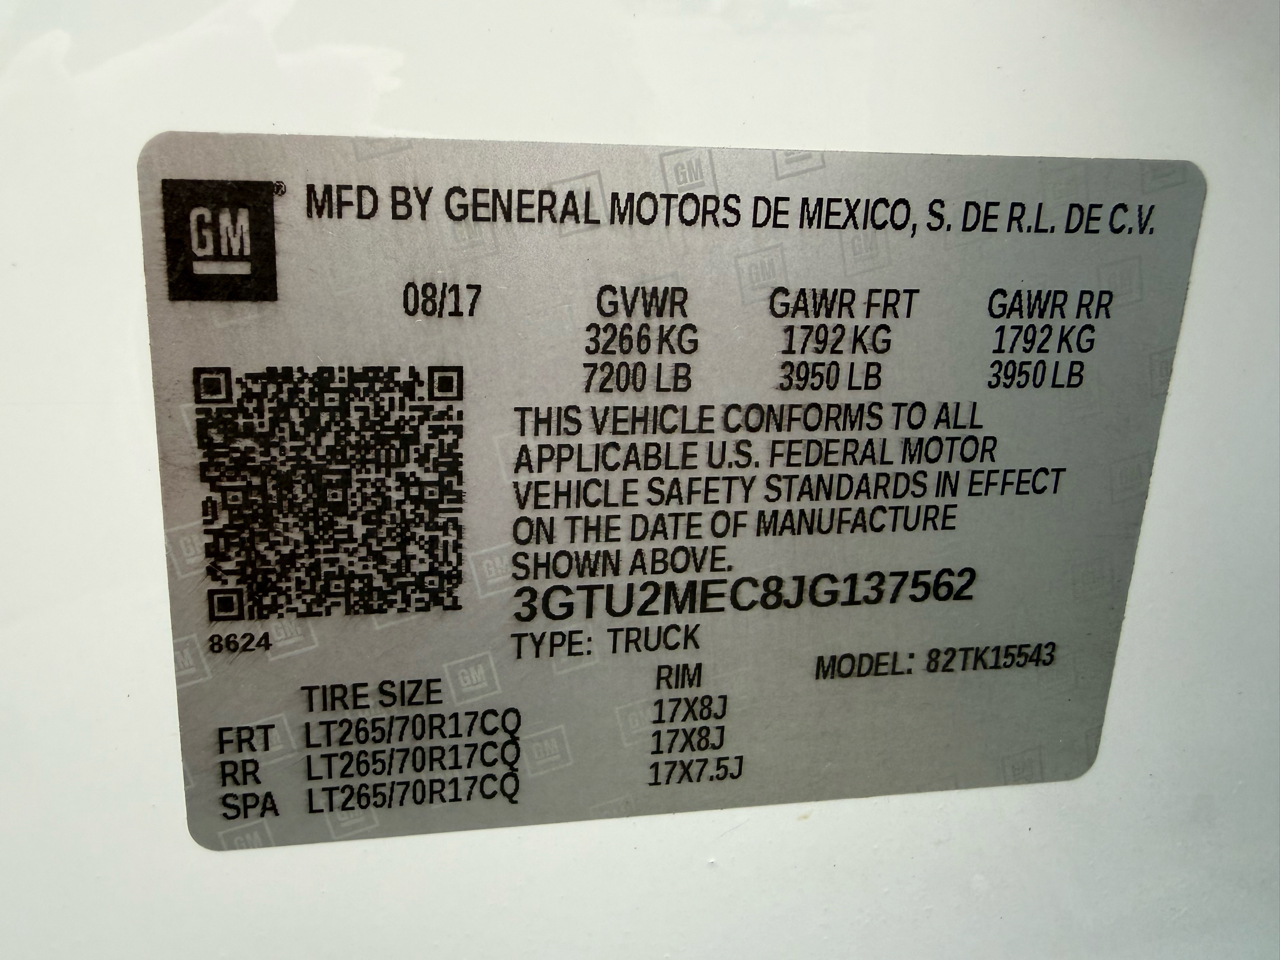 GM® MFD BY GENERAL MOTORS DE MEXICO, S. DE R.L. DE C.V.
08/17 GVWR GAWR FRT GAWR RR
3266 KG 1792 KG 1792 KG
7200 LB 3950 LB 3950 LB
THIS VEHICLE CONFORMS TO ALL
APPLICABLE U.S. FEDERAL MOTOR
VEHICLE SAFETY STANDARDS IN EFFECT
ON THE DATE OF MANUFACTURE
SHOWN ABOVE.
3GTU2MEC8JG137562
8624
TYPE: TRUCK
MODEL: 82TK15543
TIRE SIZE RIM
FRT LT265/70R17CQ 17X8J
RR LT265/70R17CQ 17X8J
SPA LT265/70R17CQ 17X7.5J